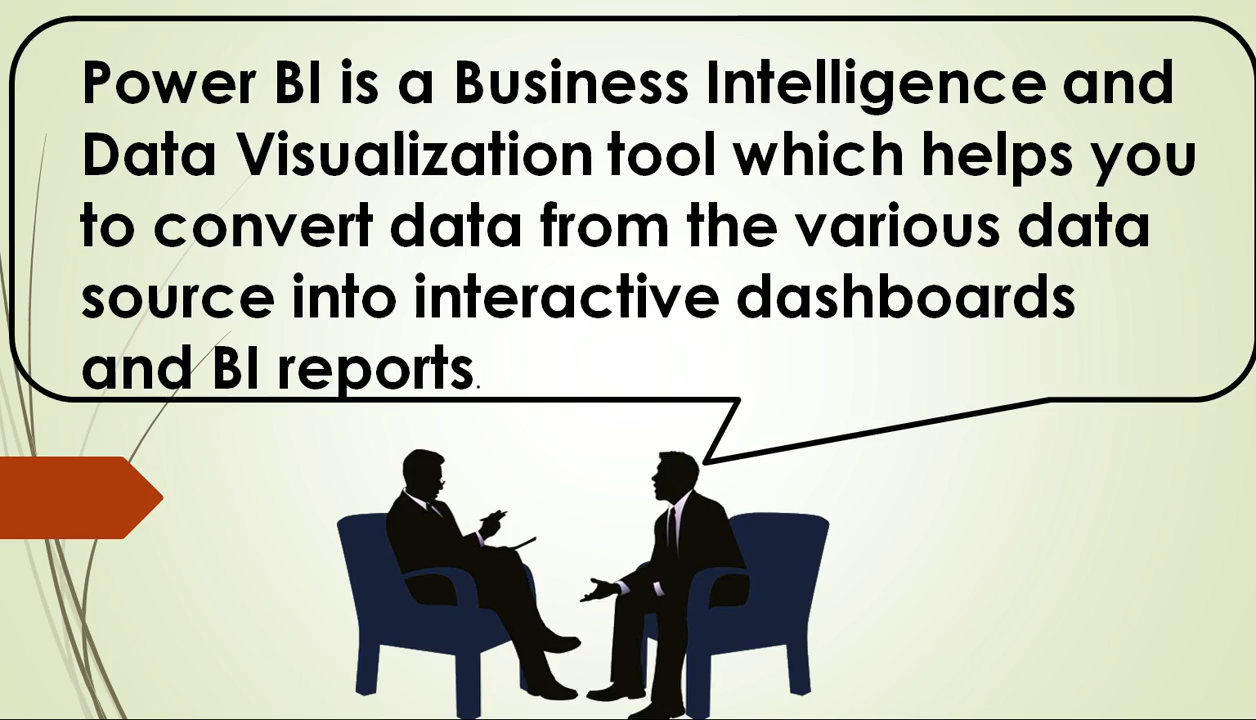 Power BI is a Business Intelligence and
Data Visualization tool which helps you
to convert data from the various data
source into interactive dashboards
and BI reports.